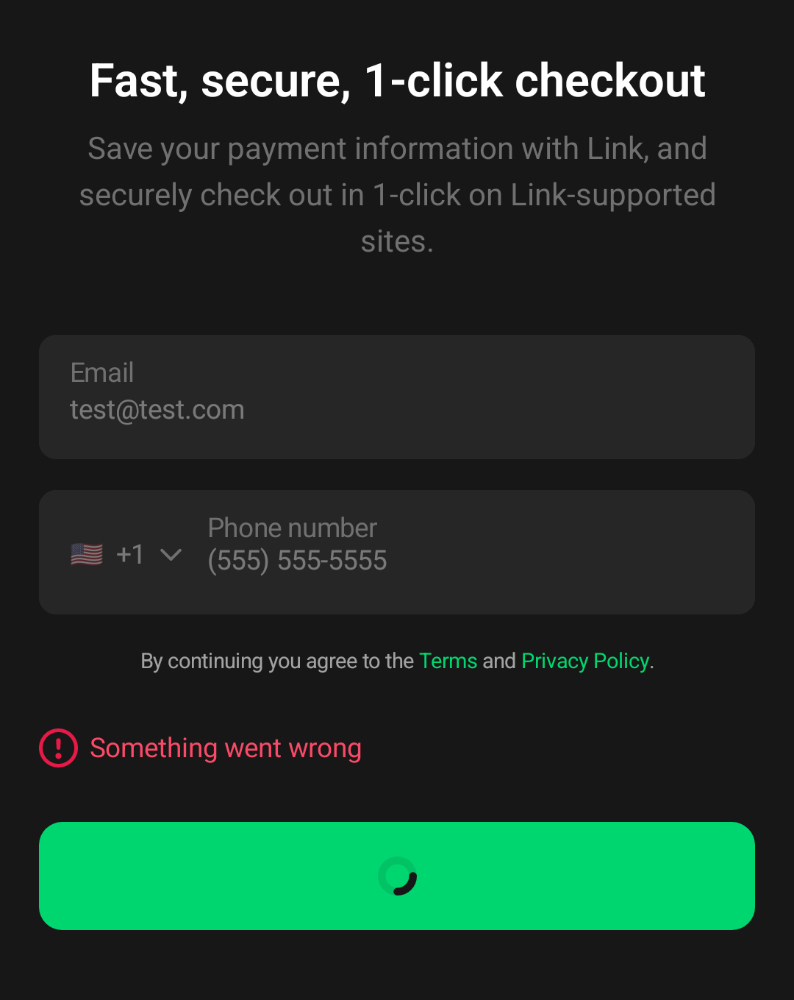 Fast, secure, 1-click checkout
Save your payment information with Link, and
securely check out in 1-click on Link-supported
sites.
Email
test@test.com
Phone number
+1
(555) 555-5555
By continuing you agree to the Terms and Privacy Policy.
Something went wrong